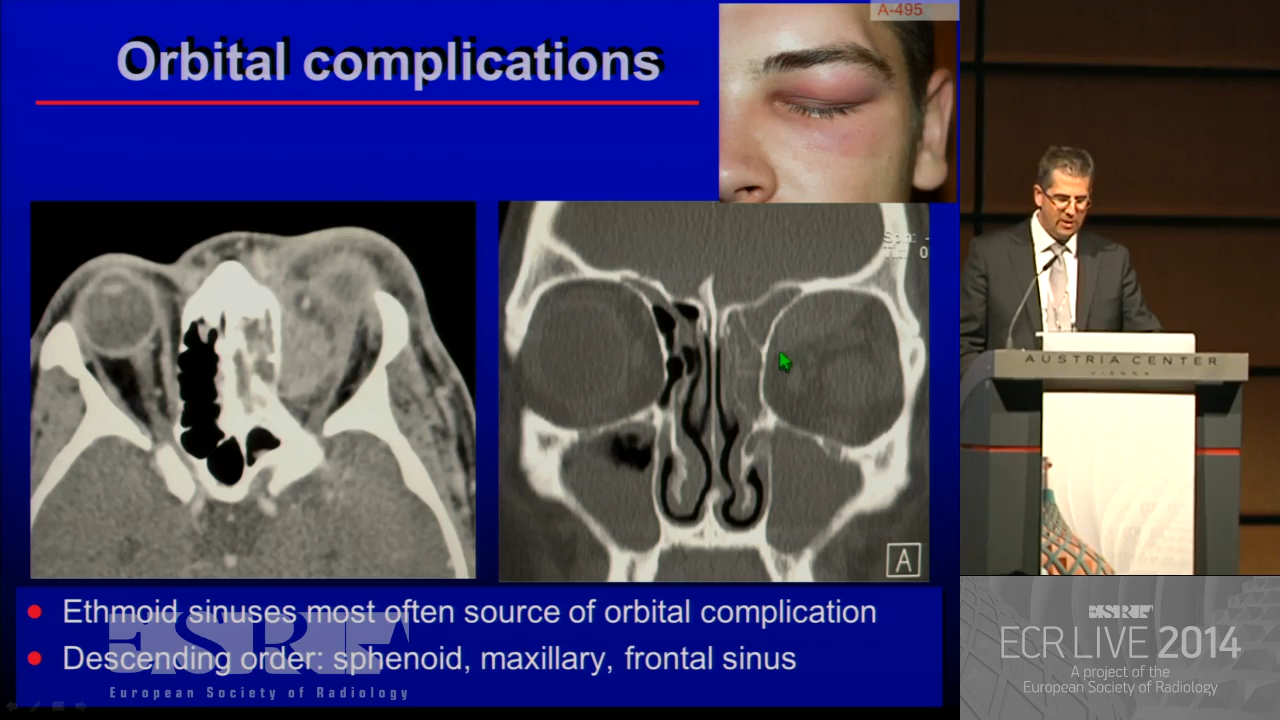 Orbital complications
A-495
A
Ethmoid sinuses most often source of orbital complication
Descending order: sphenoid, maxillary, frontal sinus
ESR
European Society of Radiology
AUSTRIA CENTER
VIENNA
ESR
ECR LIVE 2014
A project of the
European Society of Radiology